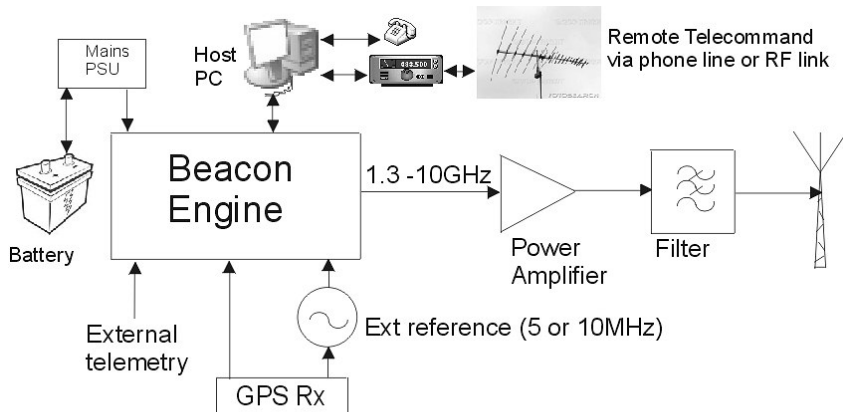 Mains
PSU
Host
PC
Remote Telecommand
via phone line or RF link
FOTOSEARCH
Beacon
Engine
1.3 -10GHz
Battery
Power
Amplifier
Filter
External
telemetry
Ext reference (5 or 10MHz)
GPS Rx